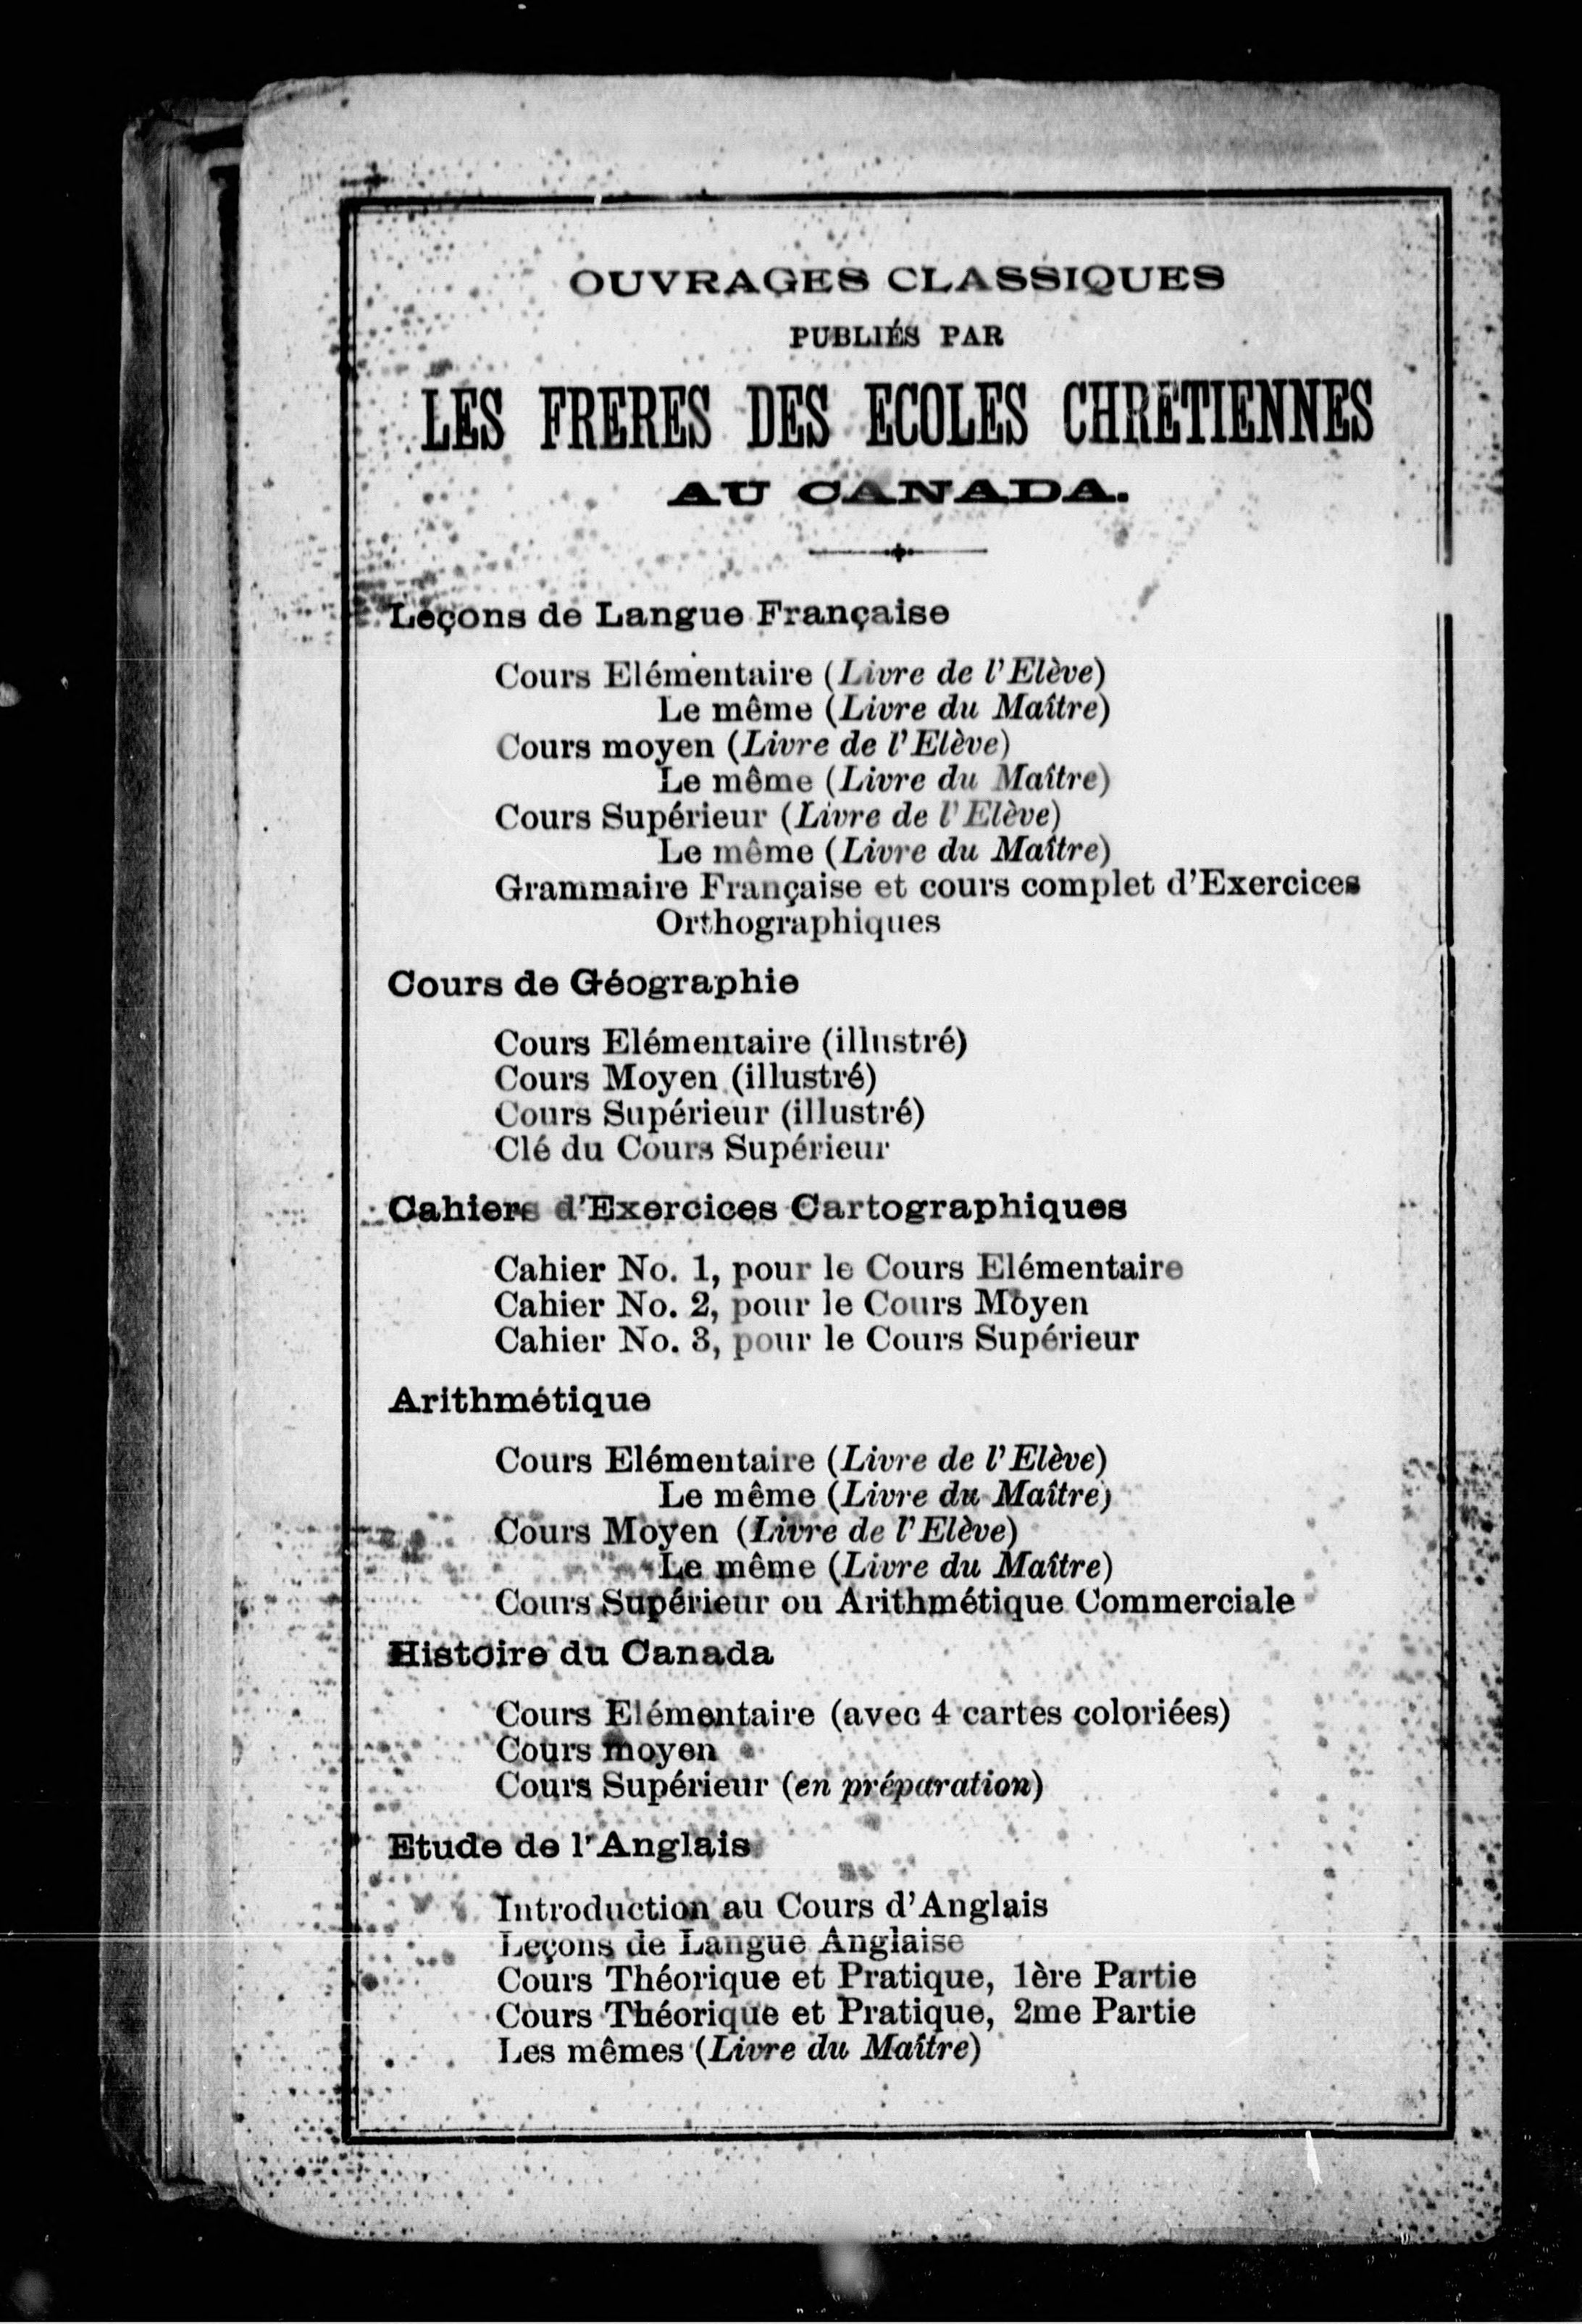 OUVRAGES CLASSIQUES
PUBLIÉS PAR
LES FRERES DES ECOLES CHRETIENNES
AU CANADA.
Leçons de Langue Française
Cours Elémentaire (Livre de l'Elève)
Le même (Livre du Maître)
Cours moyen (Livre de l'Elève)
Le même (Livre du Maître)
Cours Supérieur (Livre de l'Elève)
Le même (Livre du Maître)
Grammaire Française et cours complet d'Exercices
Orthographiques
Cours de Géographie
Cours Elémentaire (illustré)
Cours Moyen (illustré)
Cours Supérieur (illustré)
Clé du Cours Supérieur
Cahiers d'Exercices Cartographiques
Cahier No. 1, pour le Cours Elémentaire
Cahier No. 2, pour le Cours Moyen
Cahier No. 3, pour le Cours Supérieur
Arithmétique
Cours Elémentaire (Livre de l'Elève)
Le même (Livre du Maître)
Cours Moyen (Livre de l'Elève)
Le même (Livre du Maître)
Cours Supérieur ou Arithmétique Commerciale
Histoire du Canada
Cours Elémentaire (avec 4 cartes coloriées)
Cours moyen
Cours Supérieur (en préparation)
Etude de l'Anglais
Introduction au Cours d'Anglais
Leçons de Langue Anglaise
Cours Théorique et Pratique, 1ère Partie
Cours Théorique et Pratique, 2me Partie
Les mêmes (Livre du Maître)